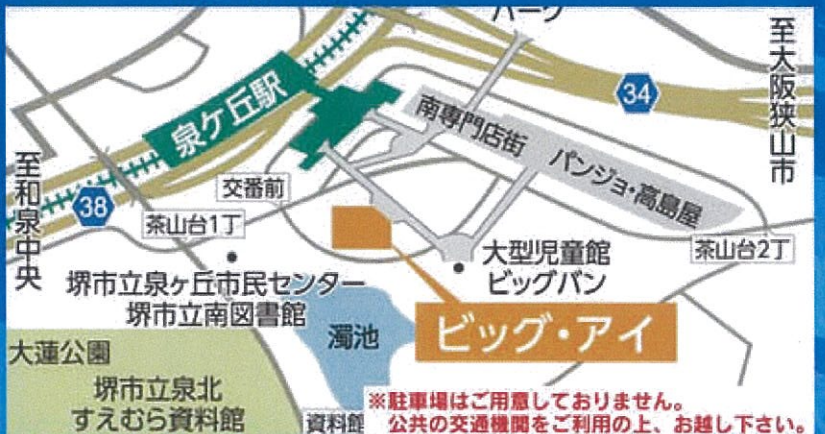 パーク
至大阪狭山市
34
泉ケ丘駅
南専門店街
パンジョ・高島屋
至和泉中央
38
交番前
茶山台1丁
茶山台2丁
大型児童館
ビッグバン
堺市立泉ヶ丘市民センター
堺市立南図書館
濁池
ビッグ・アイ
大蓮公園
堺市立泉北
すえむら資料館
資料館
※駐車場はご用意しておりません。
公共の交通機関をご利用の上、お越し下さい。